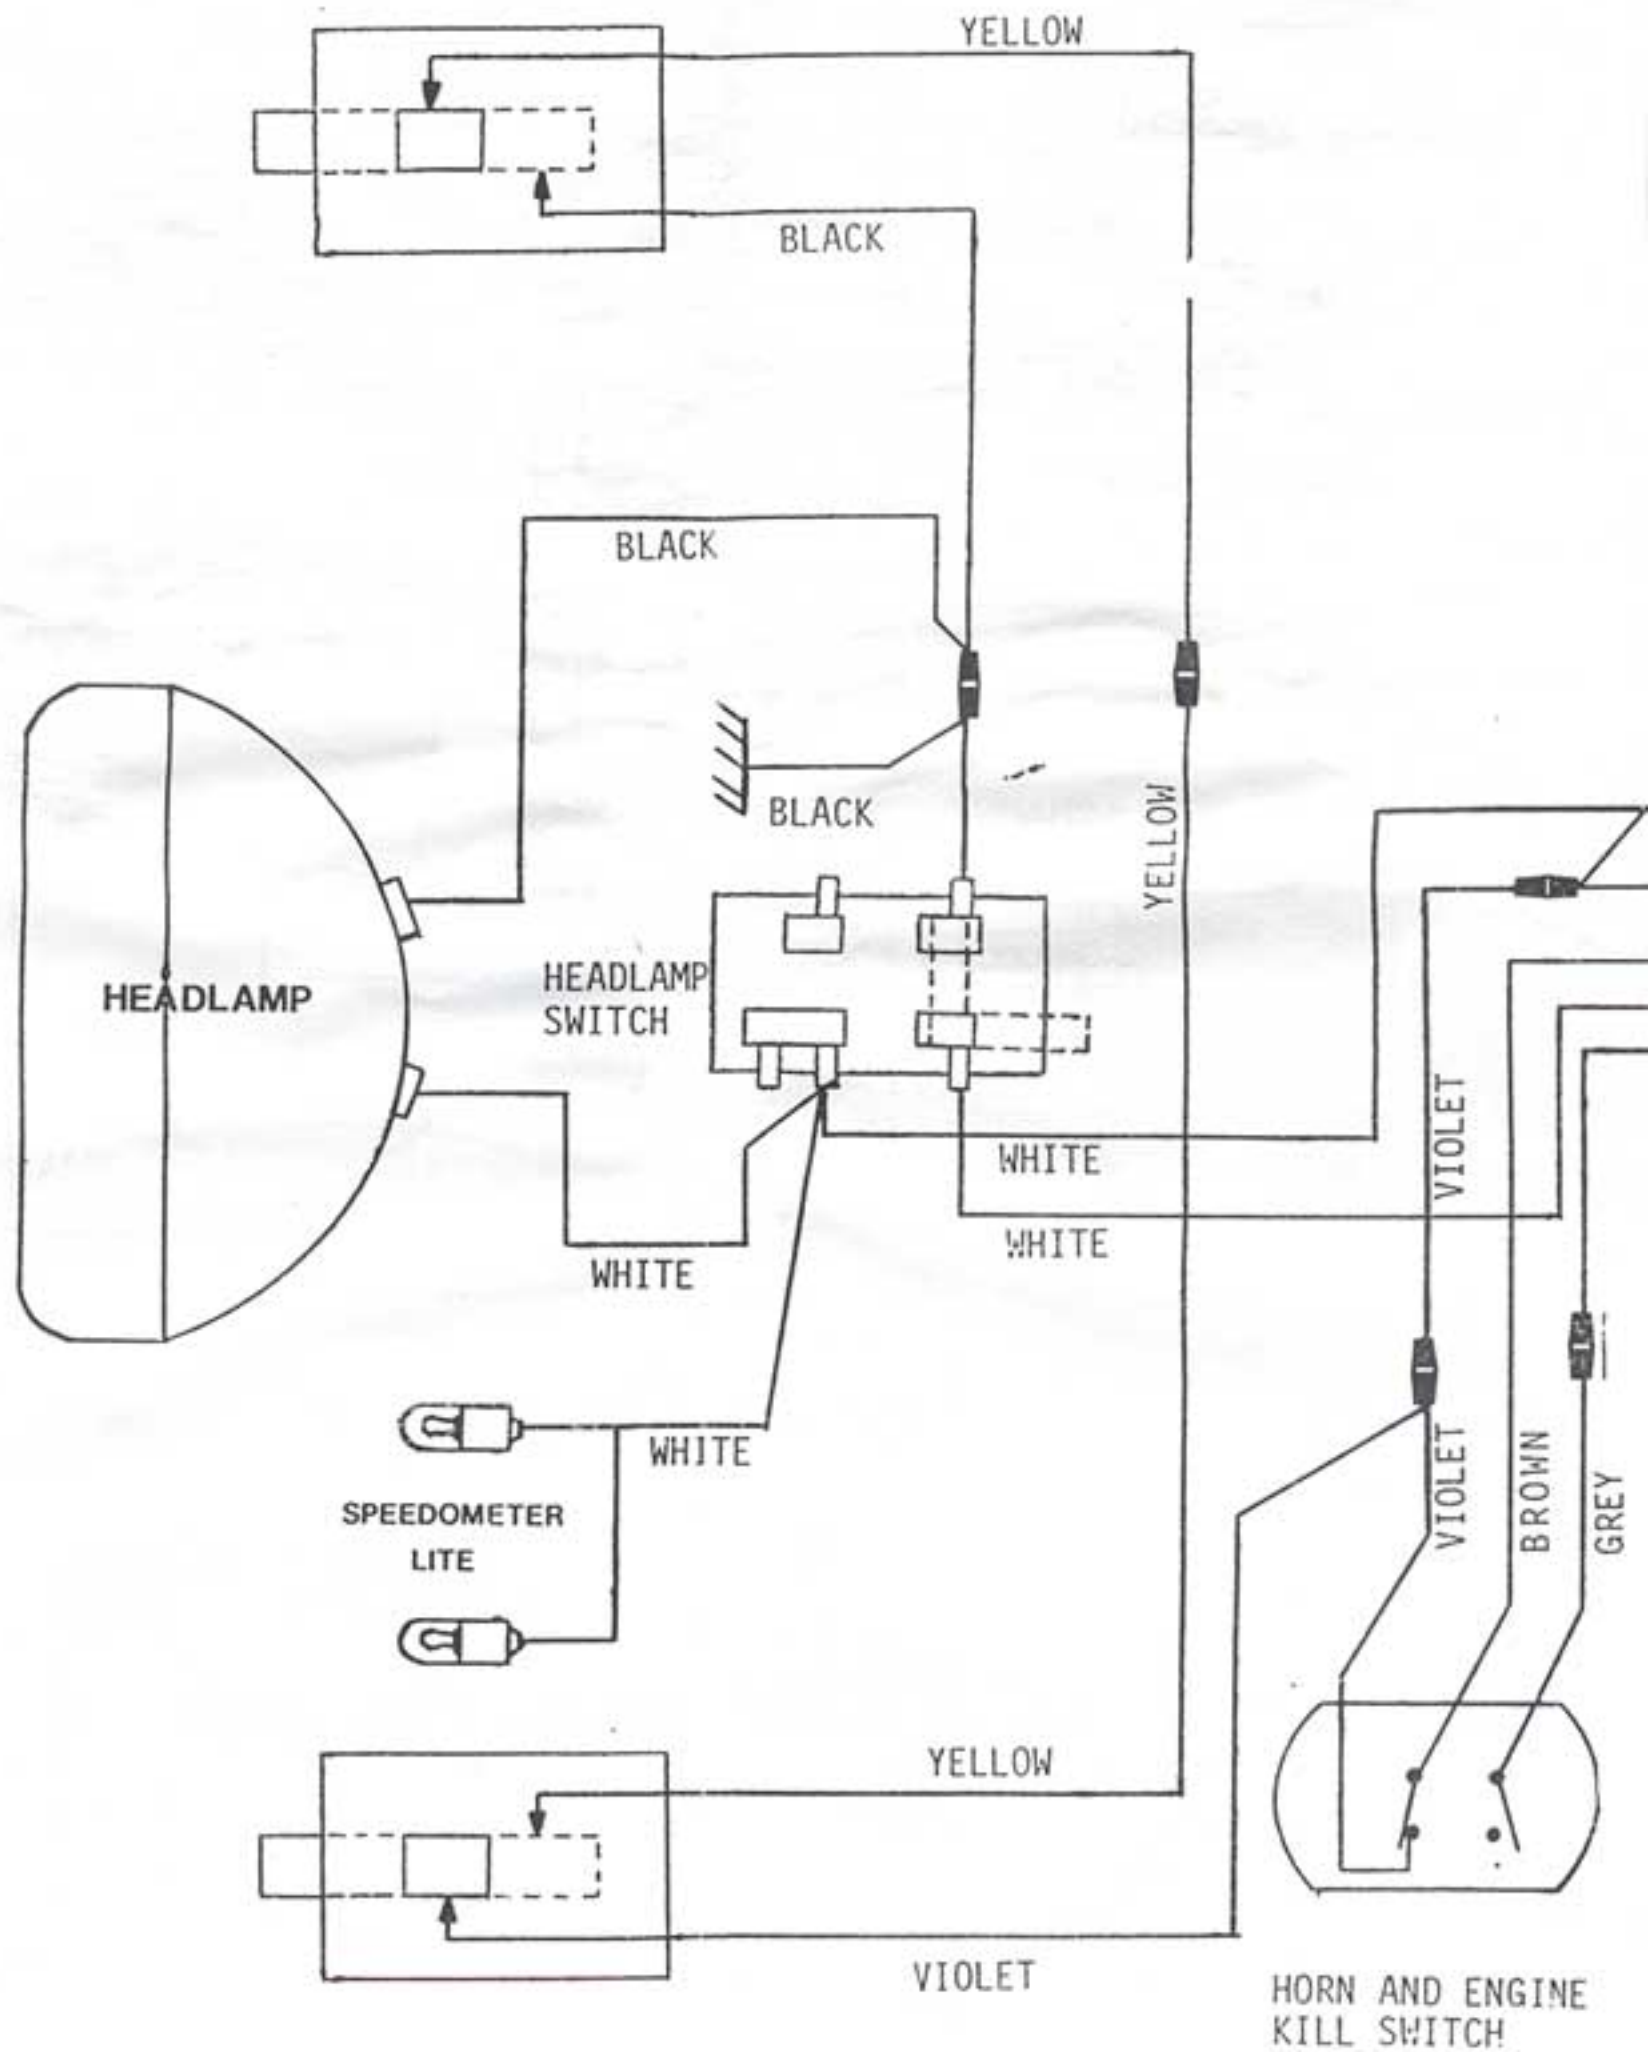 YELLOW
BLACK
BLACK
BLACK
YELLOW
HEADLAMP
HEADLAMP
SWITCH
WHITE
VIOLET
WHITE
WHITE
WHITE
SPEEDOMETER
LITE
VIOLET
BROWN
GREY
YELLOW
VIOLET
HORN AND ENGINE
KILL SWITCH